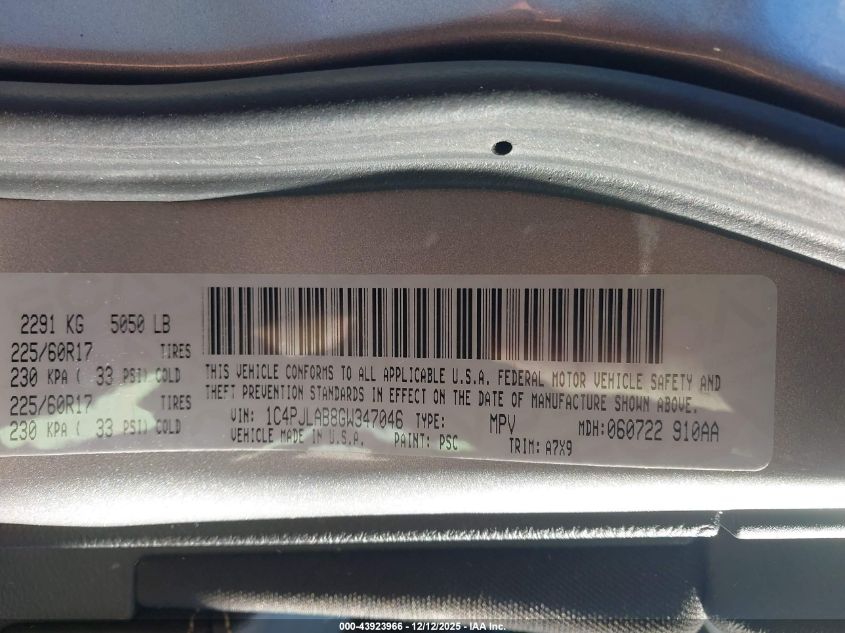 2291 KG 5050 LB
225/60R17 TIRES
230 KPA ( 33 PSI) COLD
225/60R17 TIRES
230 KPA ( 33 PSI) COLD
THIS VEHICLE CONFORMS TO ALL APPLICABLE U.S.A. FEDERAL MOTOR VEHICLE SAFETY AND
THEFT PREVENTION STANDARDS IN EFFECT ON THE DATE OF MANUFACTURE SHOWN ABOVE.
VIN: 1C4PJLAB8GW347046 TYPE: MPV MDH:060722 910AA
VEHICLE MADE IN U.S.A. PAINT: PSC TRIM: A7X9
000-43923966 - 12/12/2025 - IAA Inc.